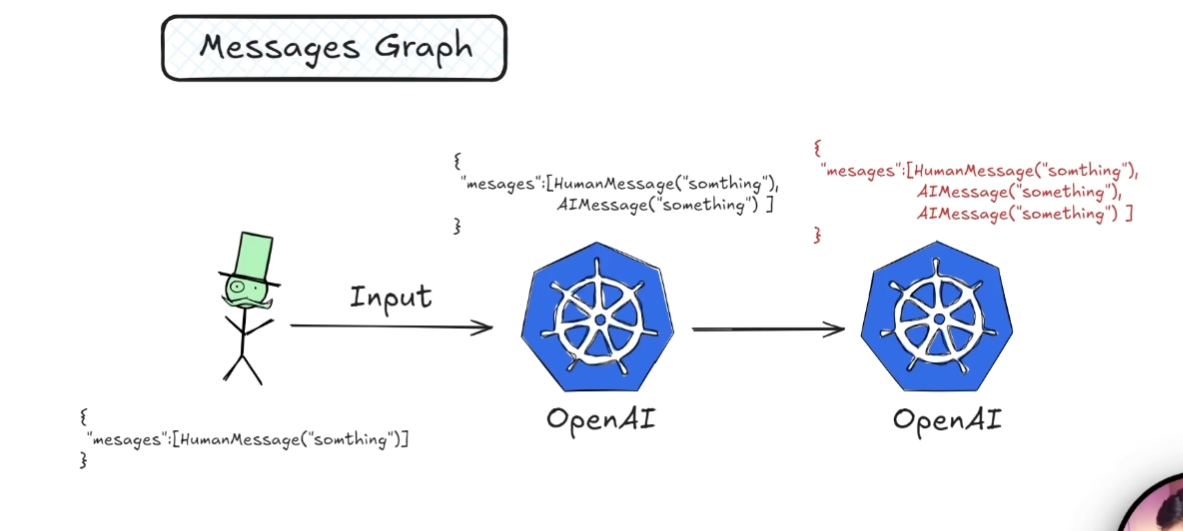 Messages Graph
{
"mesages":[HumanMessage("somthing"),
AIMessage("something") ]
}
{
"mesages":[HumanMessage("somthing"),
AIMessage("something"),
AIMessage("something") ]
}
Input
OpenAI
OpenAI
{
"mesages":[HumanMessage("somthing")]
}